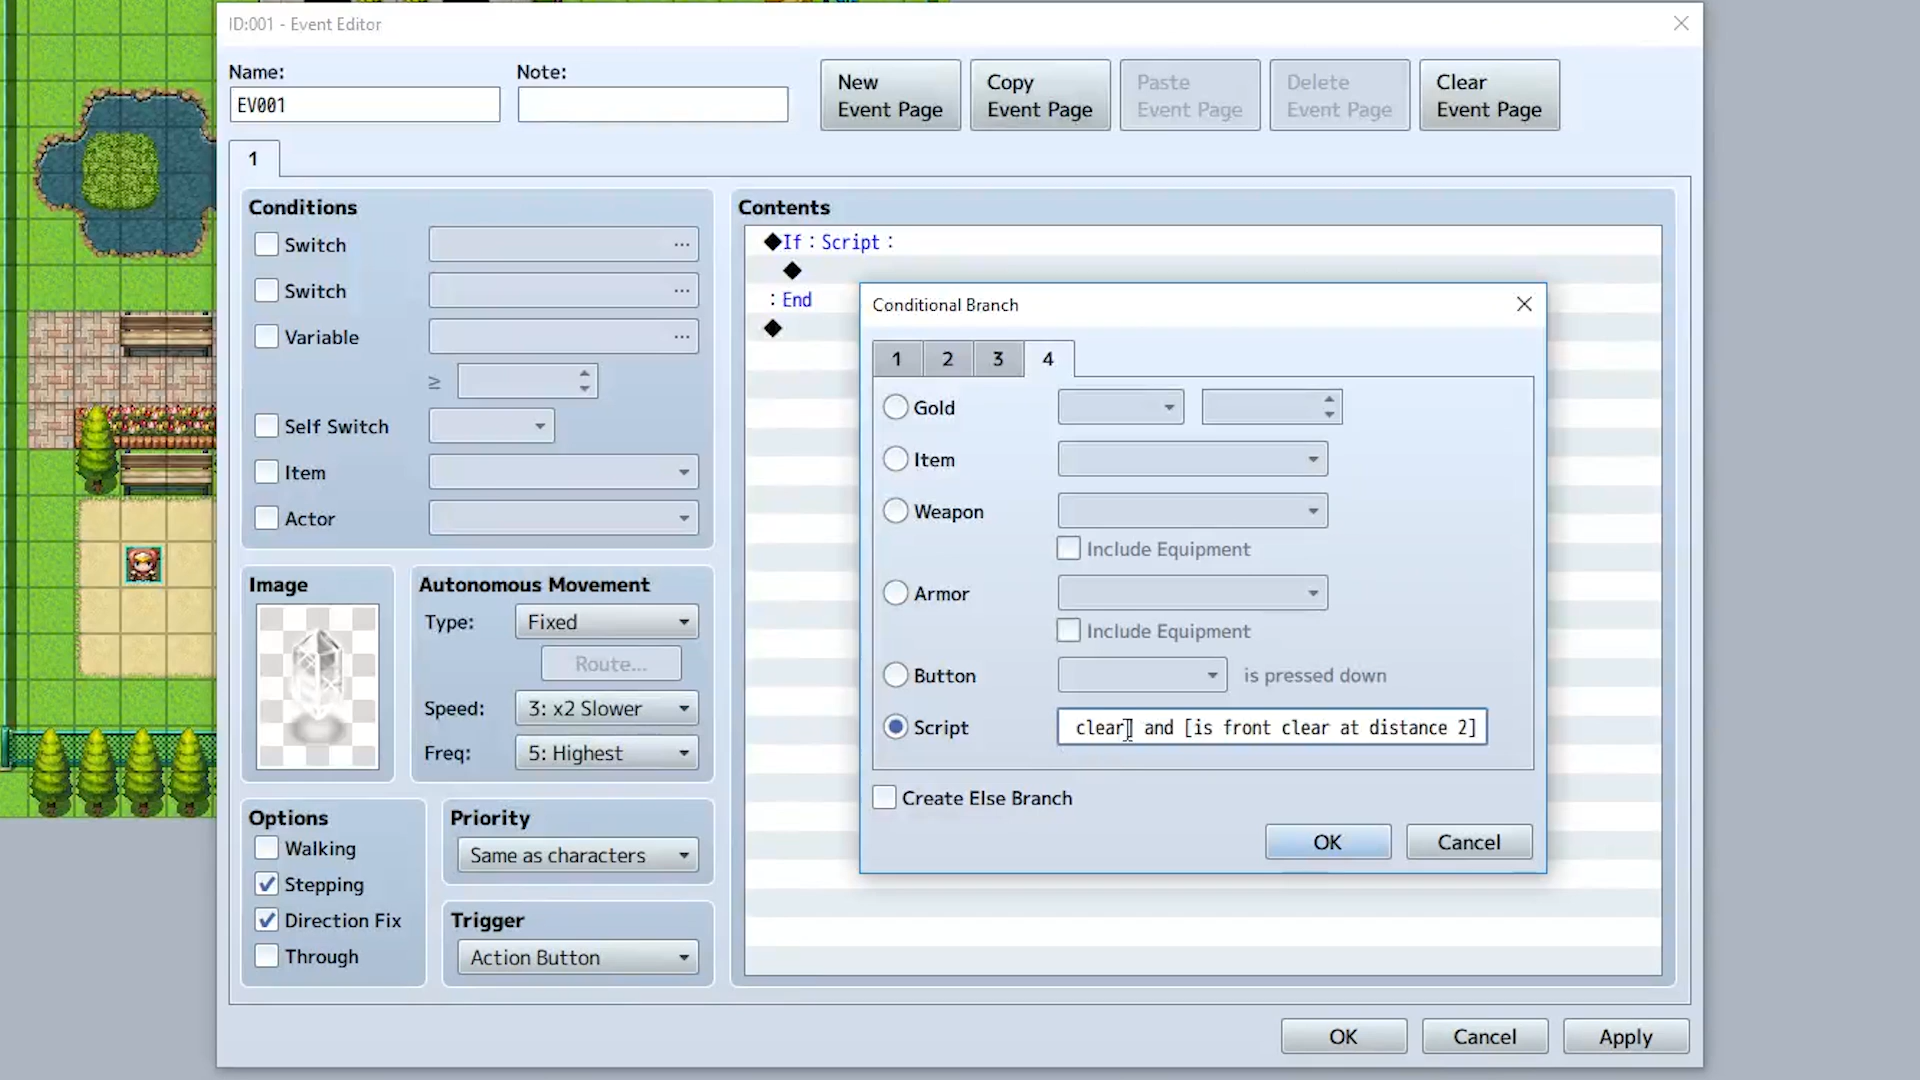 ID:001 - Event Editor
Name:
Note:
EV001
New
Event Page
Copy
Event Page
Paste
Event Page
Delete
Event Page
Clear
Event Page
1
Conditions
Switch
...
Switch
...
Variable
...
≥
Self Switch
Item
Actor
Image
Autonomous Movement
Type:
Fixed
Route...
Speed:
3: x2 Slower
Freq:
5: Highest
Options
Walking
Stepping
Direction Fix
Through
Priority
Same as characters
Trigger
Action Button
Contents
◆If：Script：
◆
：End
◆
Conditional Branch
1 2 3 4
Gold
Item
Weapon
Include Equipment
Armor
Include Equipment
Button
is pressed down
Script
clear] and [is front clear at distance 2]
Create Else Branch
OK
Cancel
OK
Cancel
Apply